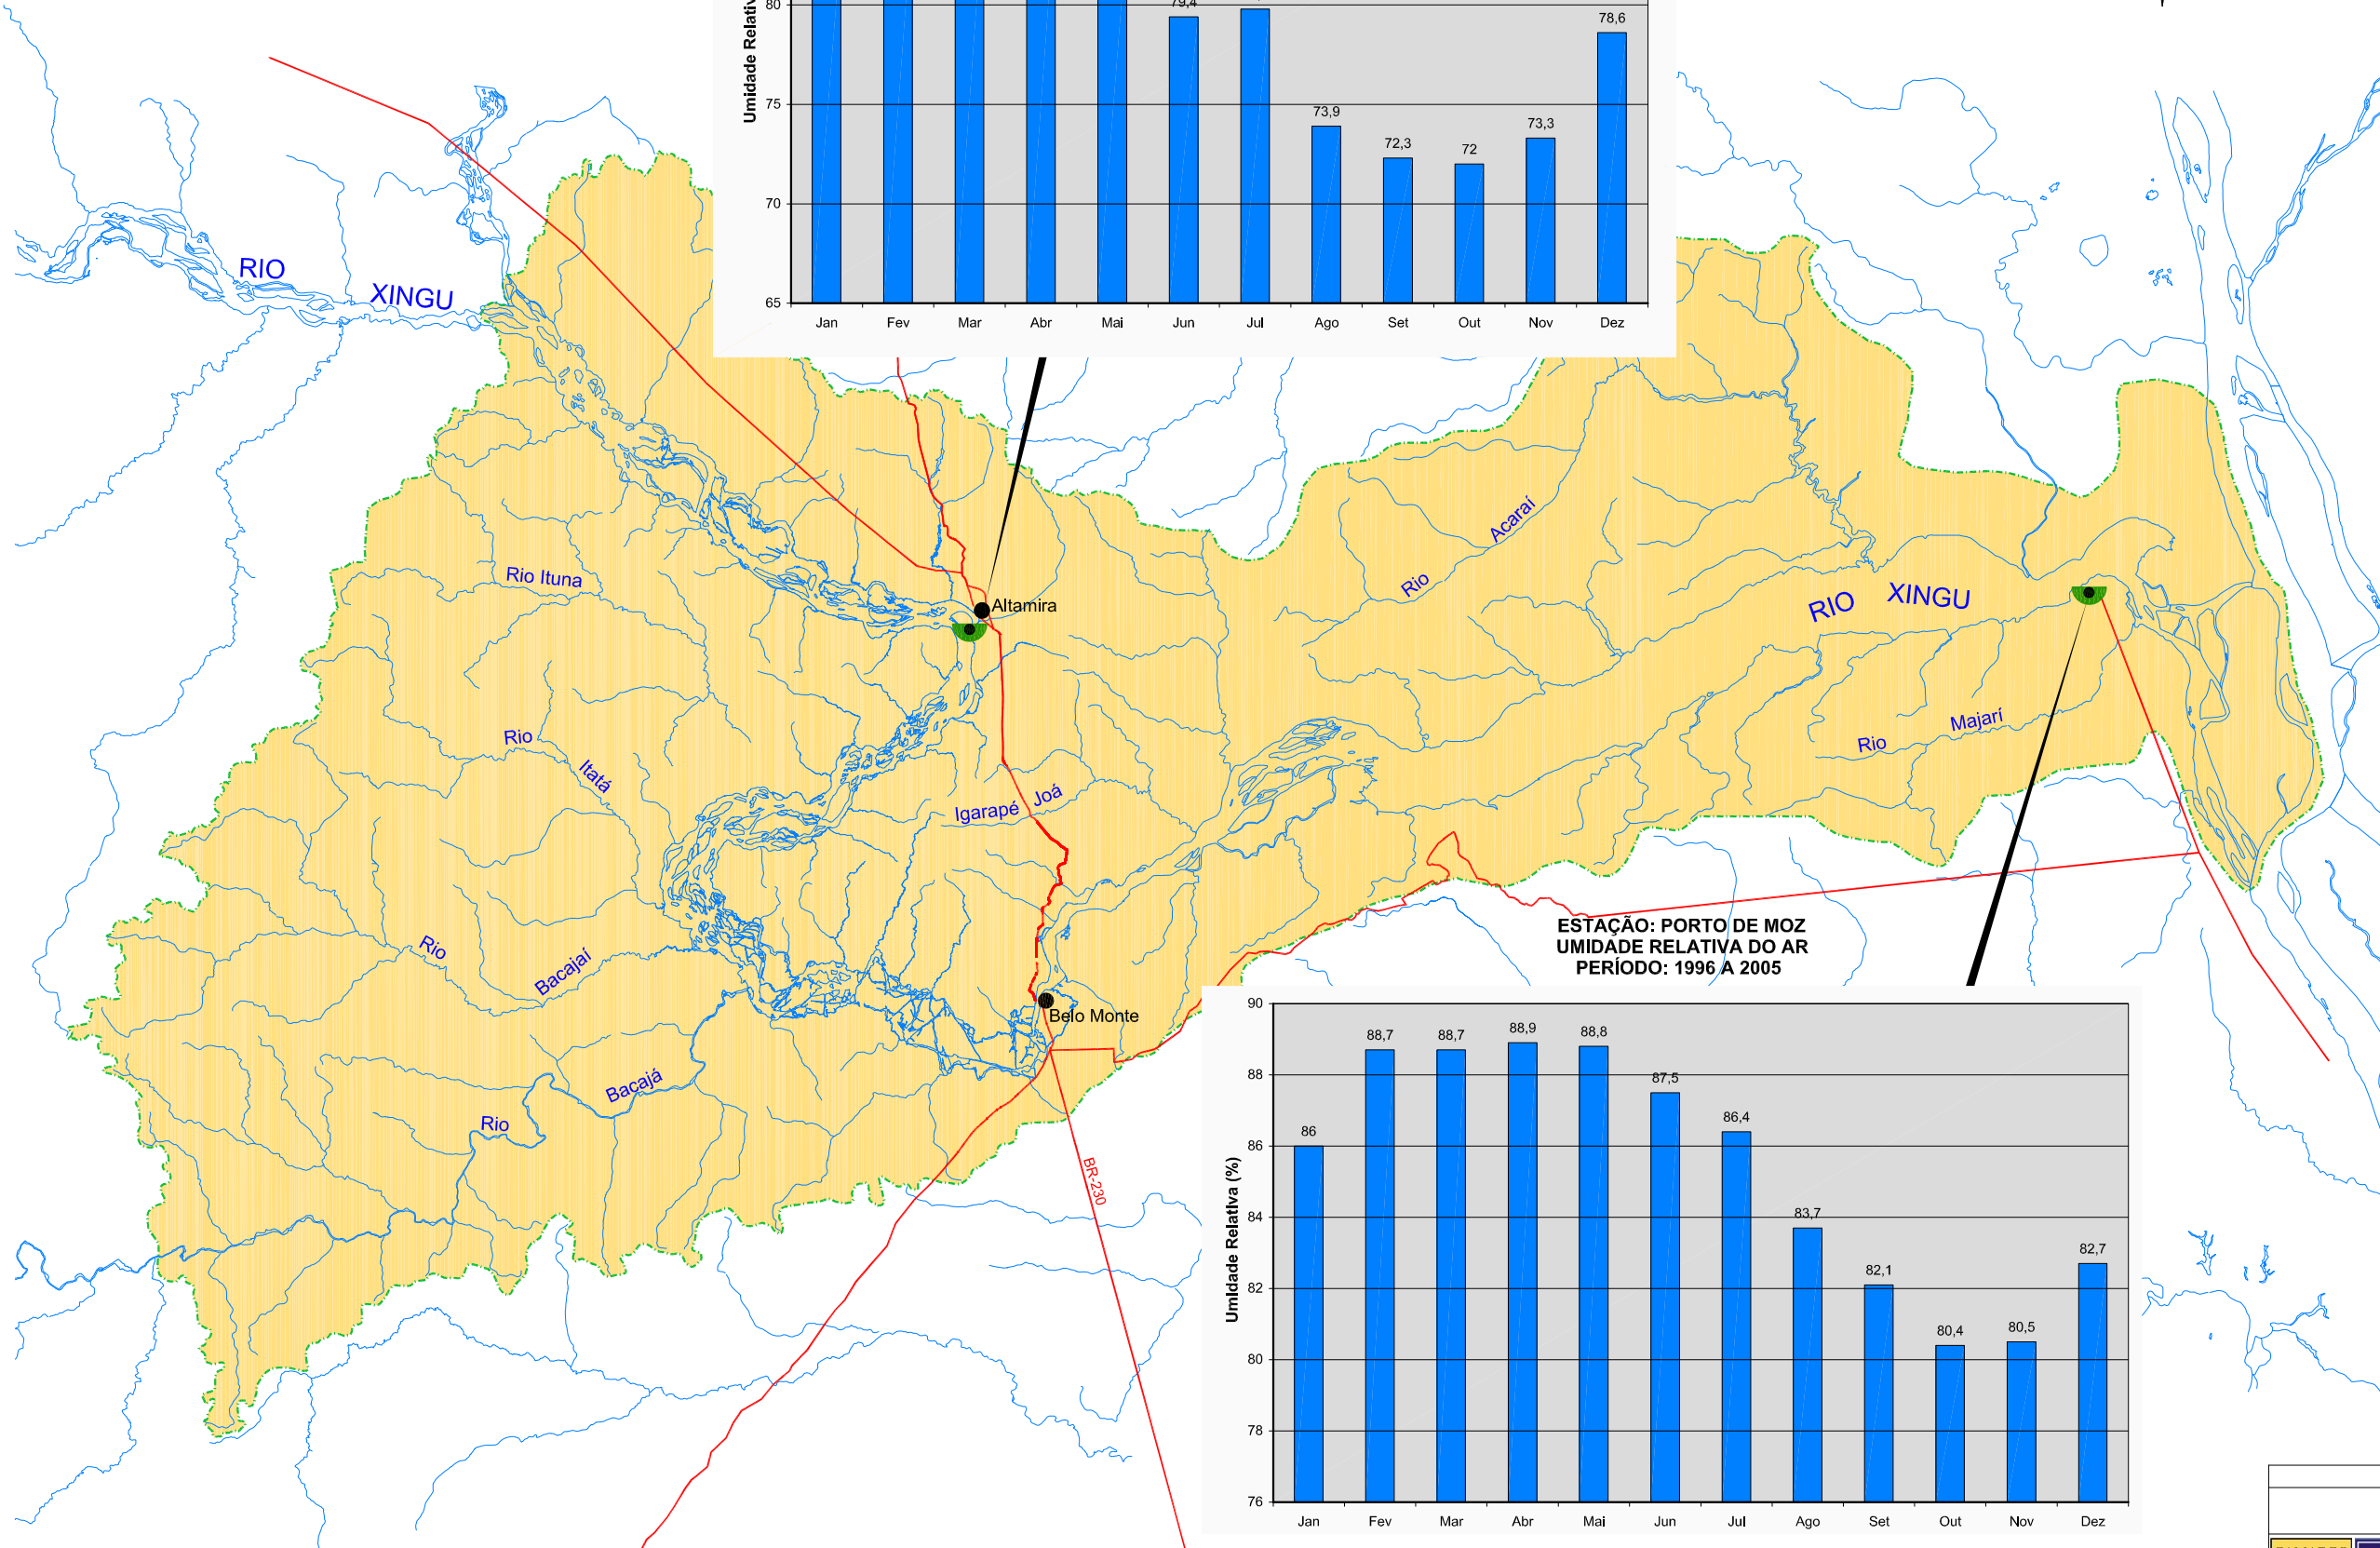 Umidade Relativ
80
75
70
65
79,4
73,9
72,3
72
73,3
78,6
Jan Fev Mar Abr Mai Jun Jul Ago Set Out Nov Dez
RIO XINGU
Rio Ituna
Altamira
Rio Acaraí
RIO XINGU
Rio Majarí
Rio Itatá
Igarapé Joá
Rio Bacajaí
Belo Monte
Rio Bacajá
BR-230
ESTAÇÃO: PORTO DE MOZ
UMIDADE RELATIVA DO AR
PERÍODO: 1996 A 2005
Umidade Relativa (%)
90
88
86
84
82
80
78
76
86
88,7
88,7
88,9
88,8
87,5
86,4
83,7
82,1
80,4
80,5
82,7
Jan Fev Mar Abr Mai Jun Jul Ago Set Out Nov Dez